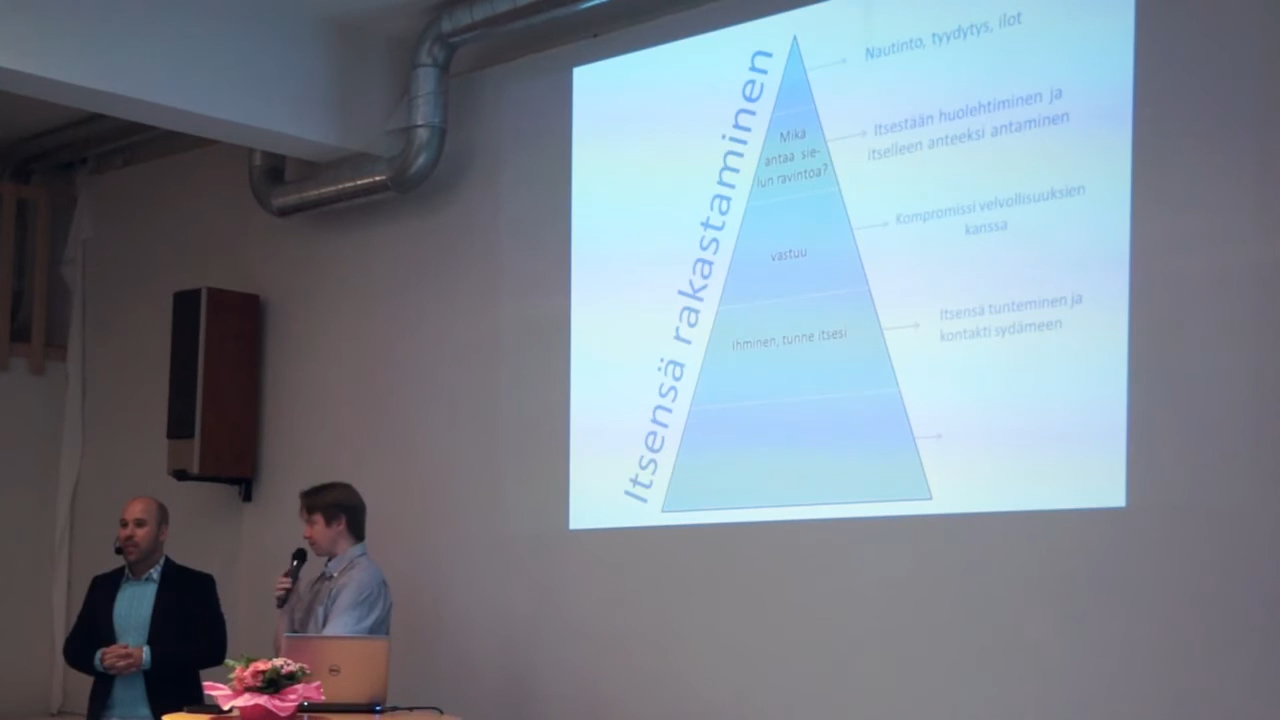 Itsensä rakastaminen
Nautinto, tyydytys, ilot
Mikä
antaa sie-
lun ravintoa?
Itsestään huolehtiminen ja
itselleen anteeksi antaminen
vastuu
Kompromissi velvollisuuksien
kanssa
ihminen, tunne itsesi
Itsensä tunteminen ja
kontakti sydämeen
DELL